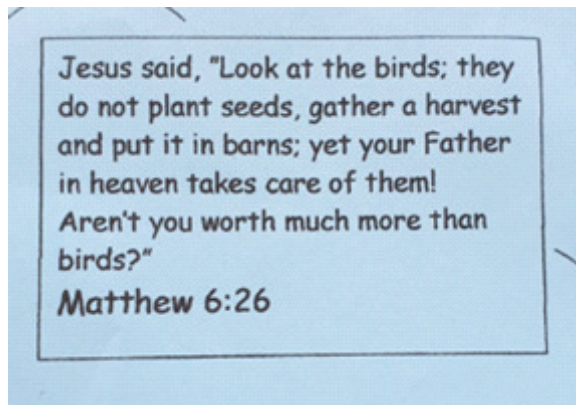 Jesus said, "Look at the birds; they
do not plant seeds, gather a harvest
and put it in barns; yet your Father
in heaven takes care of them!
Aren't you worth much more than
birds?"
Matthew 6:26